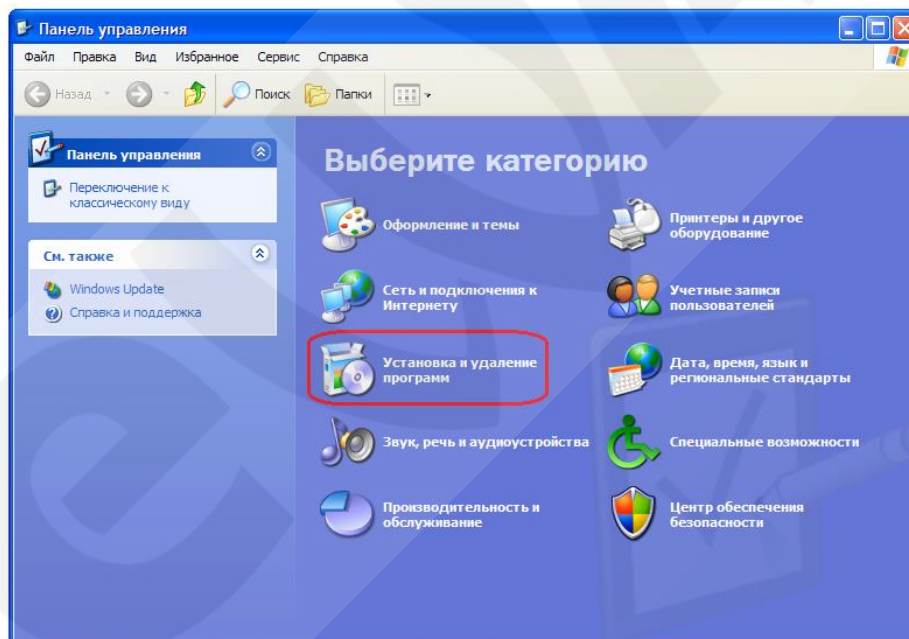 Панель управления
Файл Правка Вид Избранное Сервис Справка
Назад Поиск Папки
Панель управления
Переключение к
классическому виду
См. также
Windows Update
Справка и поддержка
Выберите категорию
Оформление и темы
Принтеры и другое
оборудование
Сеть и подключения к
Интернету
Учетные записи
пользователей
Установка и удаление
программ
Дата, время, язык и
региональные стандарты
Звук, речь и аудиоустройства
Специальные возможности
Производительность и
обслуживание
Центр обеспечения
безопасности